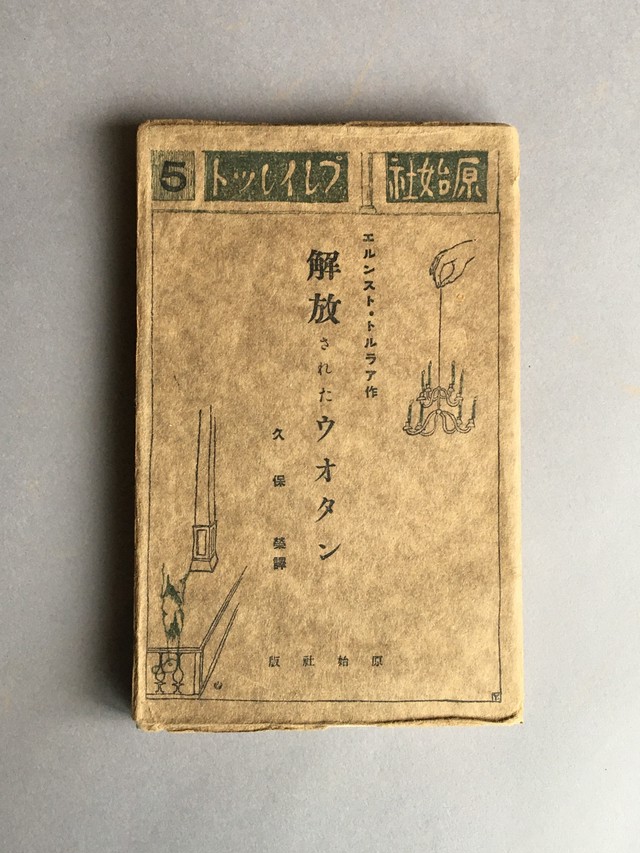 原始社
プレイレット
5
エルンスト・トルラア作
解放されたウオタン
久保榮譯
原始社版